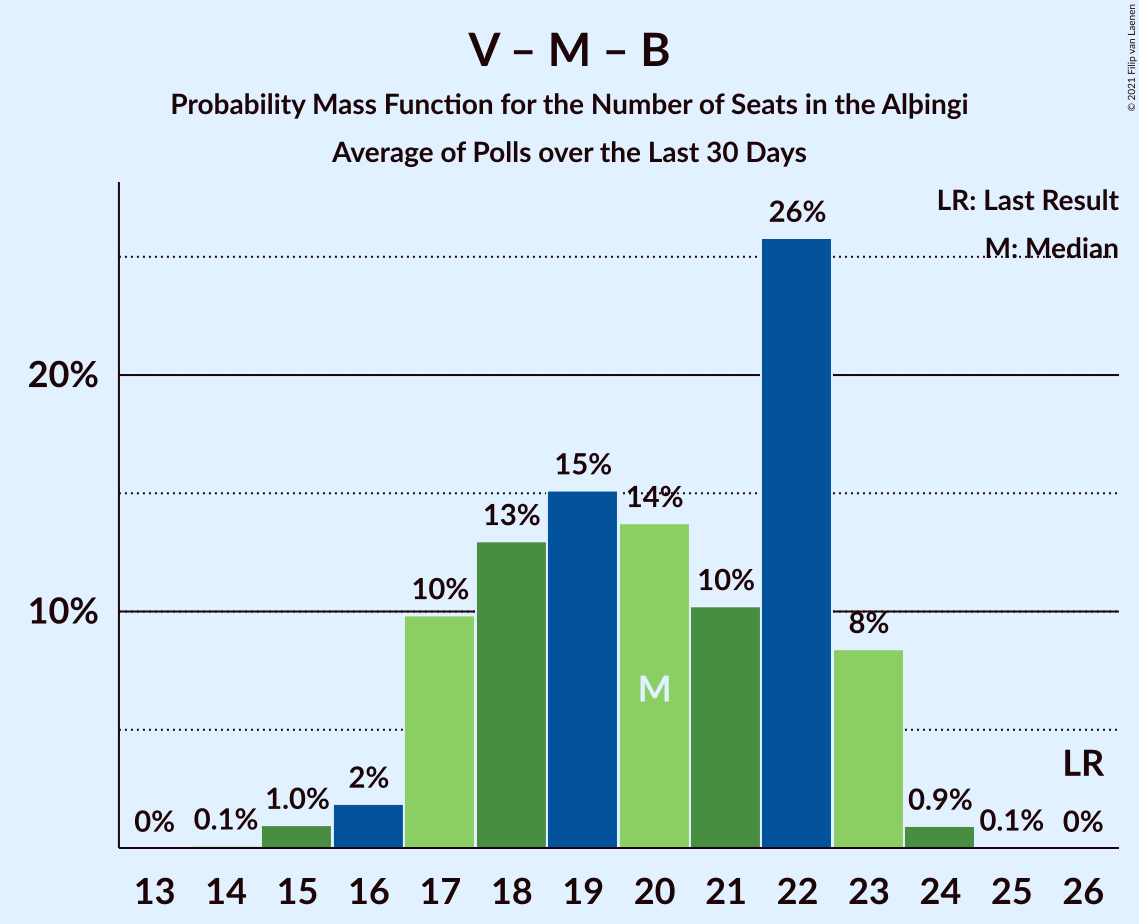 V – M – B
Probability Mass Function for the Number of Seats in the Alþingi
Average of Polls over the Last 30 Days
© 2021 Filip van Laenen
LR: Last Result
M: Median
20%
10%
0%
0.1%
1.0%
2%
10%
13%
15%
14%
10%
26%
8%
0.9%
0.1%
0%
M
LR
13 14 15 16 17 18 19 20 21 22 23 24 25 26